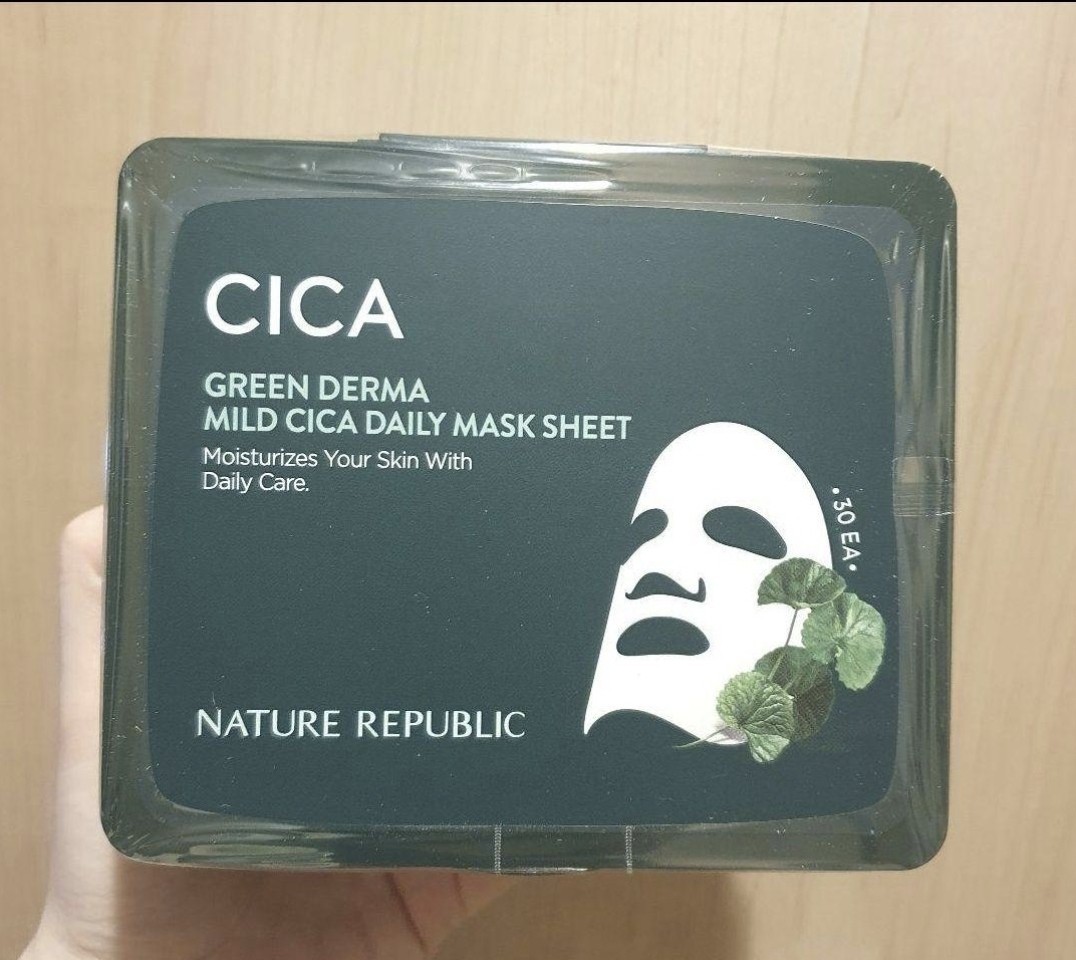 CICA
GREEN DERMA
MILD CICA DAILY MASK SHEET
Moisturizes Your Skin With
Daily Care.
•30 EA•
NATURE REPUBLIC